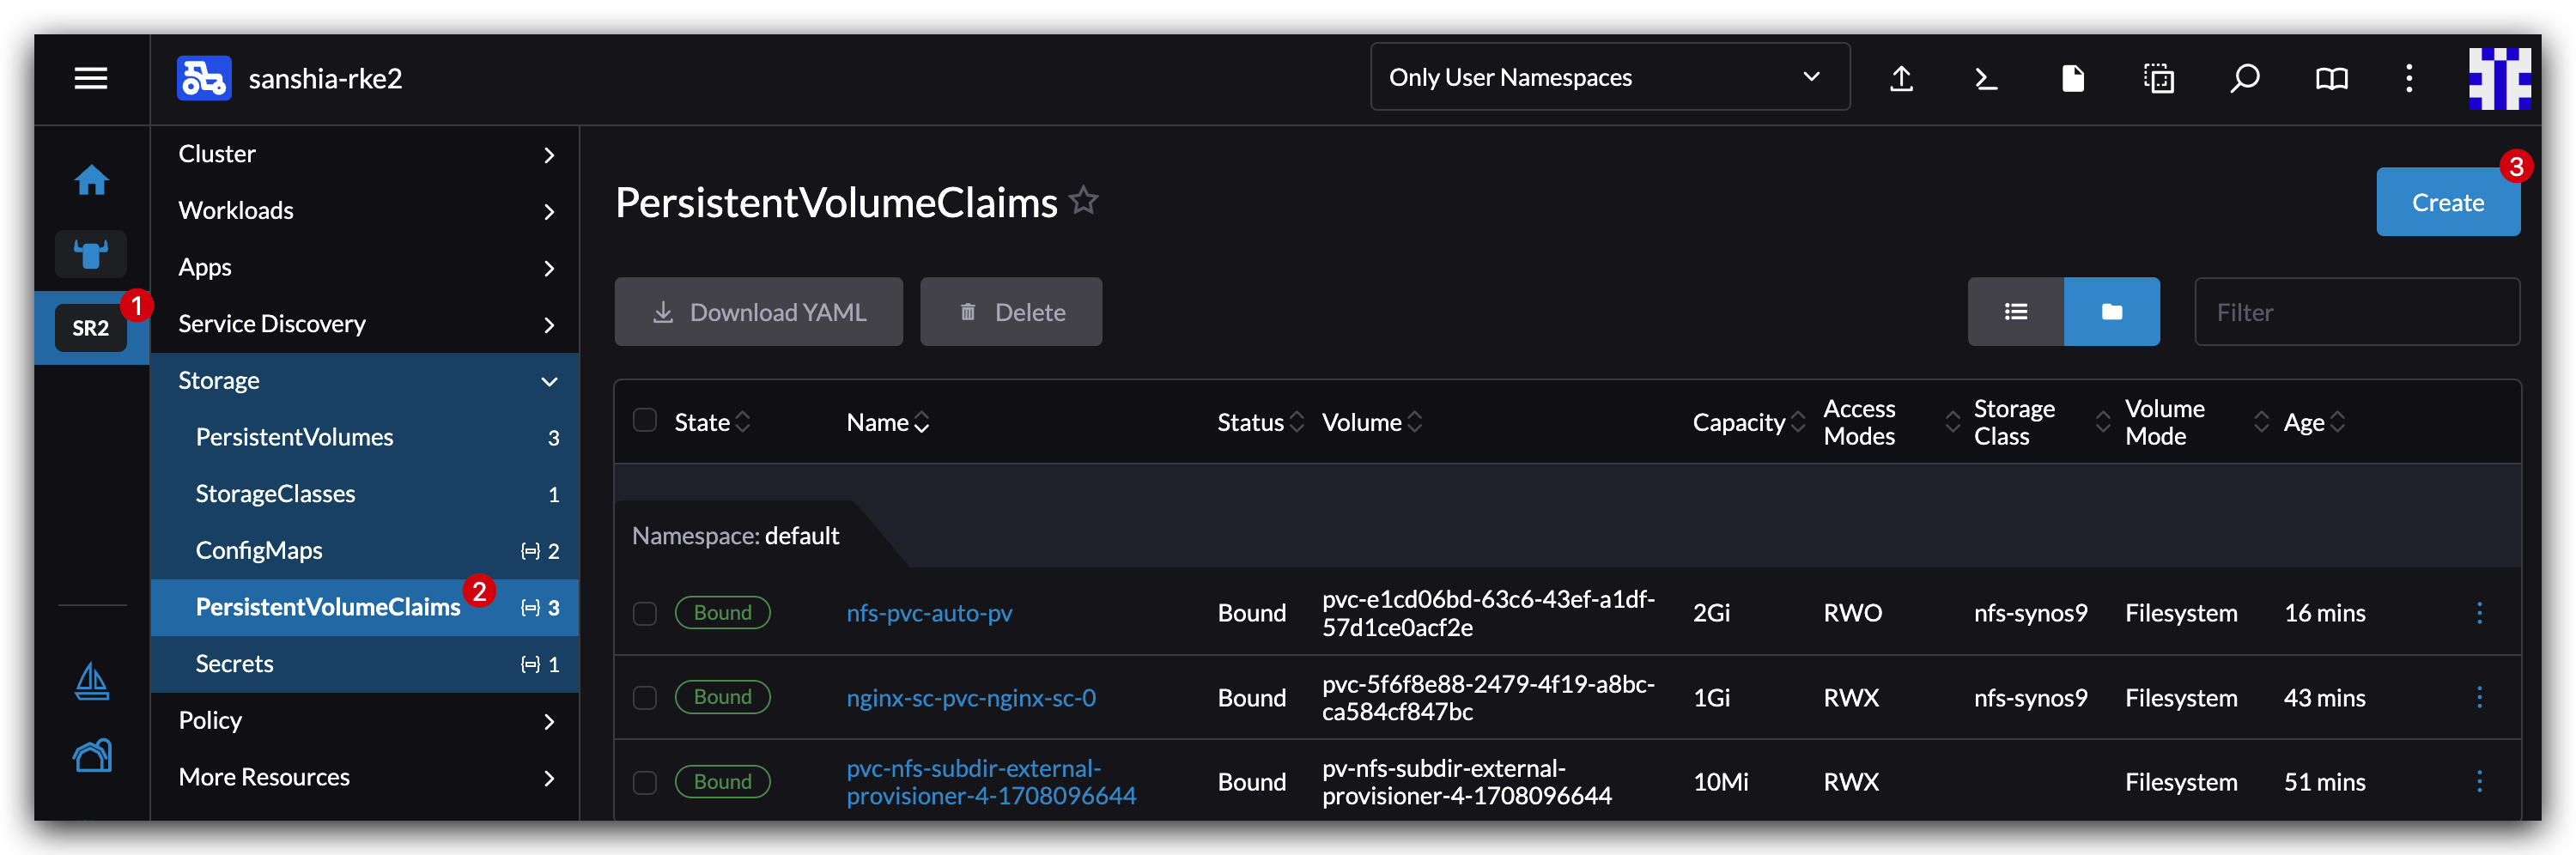 sanshia-rke2
Only User Namespaces
SR2
1
Cluster
Workloads
Apps
Service Discovery
Storage
PersistentVolumes 3
StorageClasses 1
ConfigMaps 2
PersistentVolumeClaims 2 3
Secrets 1
Policy
More Resources
PersistentVolumeClaims
Create
3
Download YAML
Delete
Filter
State Name Status Volume Capacity Access Modes Storage Class Volume Mode Age
Namespace: default
Bound nfs-pvc-auto-pv Bound pvc-e1cd06bd-63c6-43ef-a1df-57d1ce0acf2e 2Gi RWO nfs-synos9 Filesystem 16 mins
Bound nginx-sc-pvc-nginx-sc-0 Bound pvc-5f6f8e88-2479-4f19-a8bc-ca584cf847bc 1Gi RWX nfs-synos9 Filesystem 43 mins
Bound pvc-nfs-subdir-external-provisioner-4-1708096644 Bound pv-nfs-subdir-external-provisioner-4-1708096644 10Mi RWX Filesystem 51 mins